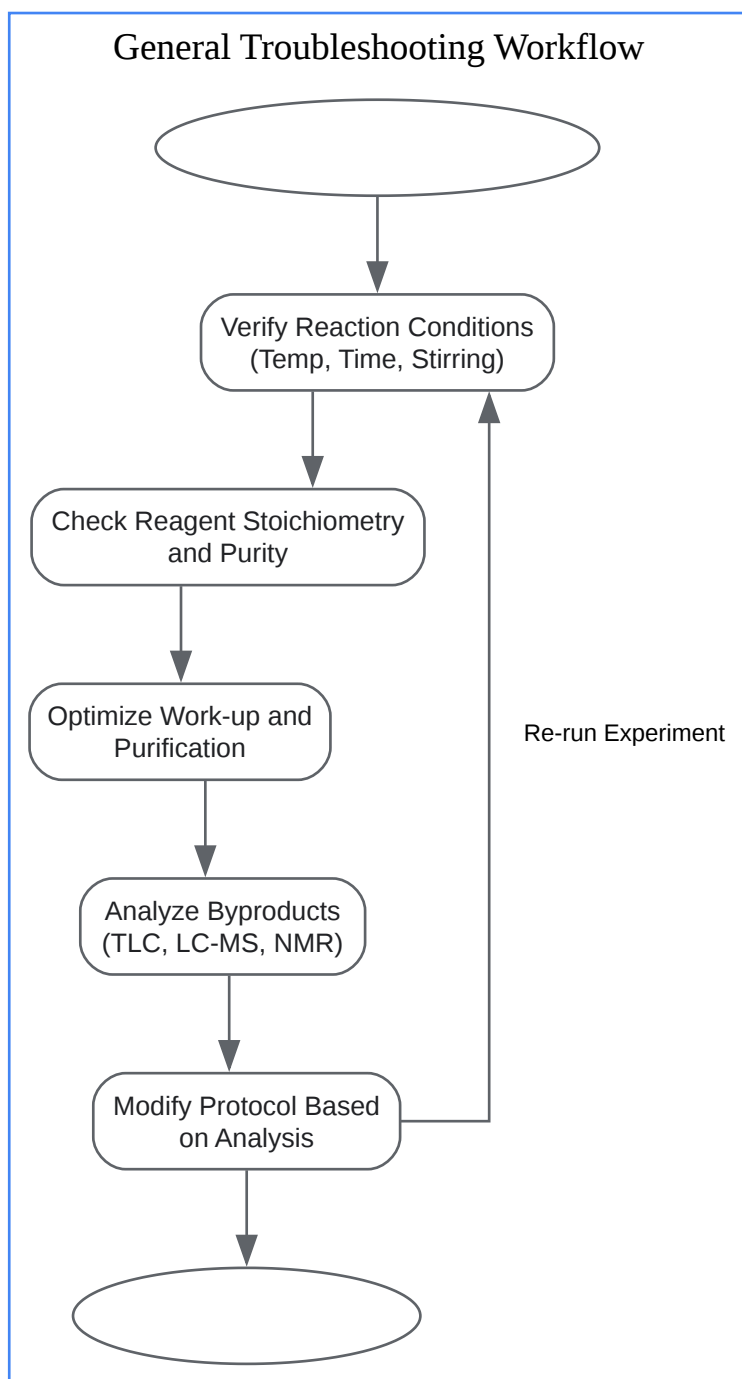 General Troubleshooting Workflow
Verify Reaction Conditions
(Temp, Time, Stirring)
Check Reagent Stoichiometry
and Purity
Optimize Work-up and
Purification
Re-run Experiment
Analyze Byproducts
(TLC, LC-MS, NMR)
Modify Protocol Based
on Analysis